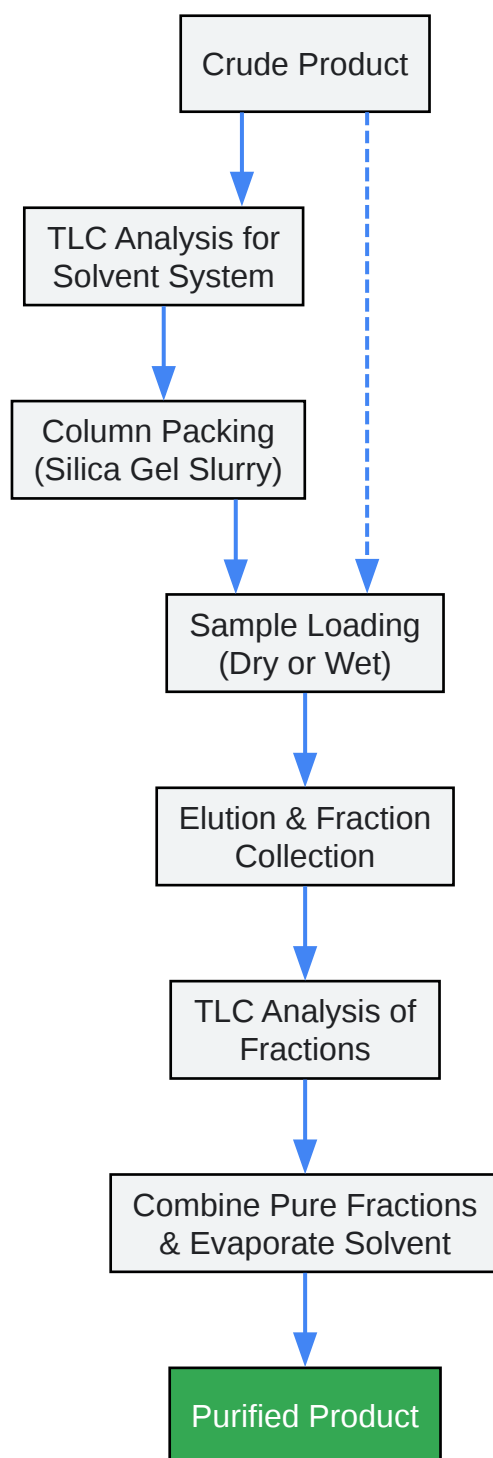 Crude Product
TLC Analysis for
Solvent System
Column Packing
(Silica Gel Slurry)
Sample Loading
(Dry or Wet)
Elution & Fraction
Collection
TLC Analysis of
Fractions
Combine Pure Fractions
& Evaporate Solvent
Purified Product